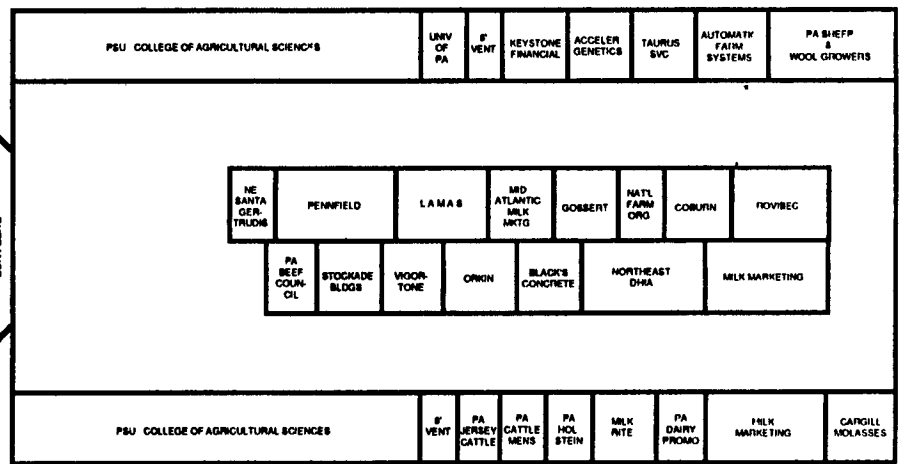 PSU COLLEGE OF AGRICULTURAL SCIENCES
UNIV
OF
PA
8'
VENT
KEYSTONE
FINANCIAL
ACCELER
GENETICS
TAURUS
SVC
AUTOMATIC
FARM
SYSTEMS
PA SHEEP
&
WOOL GROWERS
NE
SANTA
GER-
TRUDIS
PENNFIELD
LAMAS
MID
ATLANTIC
MILK
MKTG
GOSSERT
NAT'L
FARM
ORG
COBURN
PA
BEEF
COUN-
CIL
STOCKADE
BLDGS
VIGOR-
TONE
ORKIN
BLACK'S
CONCRETE
NORTHEAST
DHIA
MILK MARKETING
PSU COLLEGE OF AGRICULTURAL SCIENCES
8'
VENT
PA
JERSEY
CATTLE
PA
CATTLE
MENS
PA
HOL
STEIN
MILK
RITE
PA
DAIRY
PROMO
MILK
MARKETING
CARGILL
MOLASSES